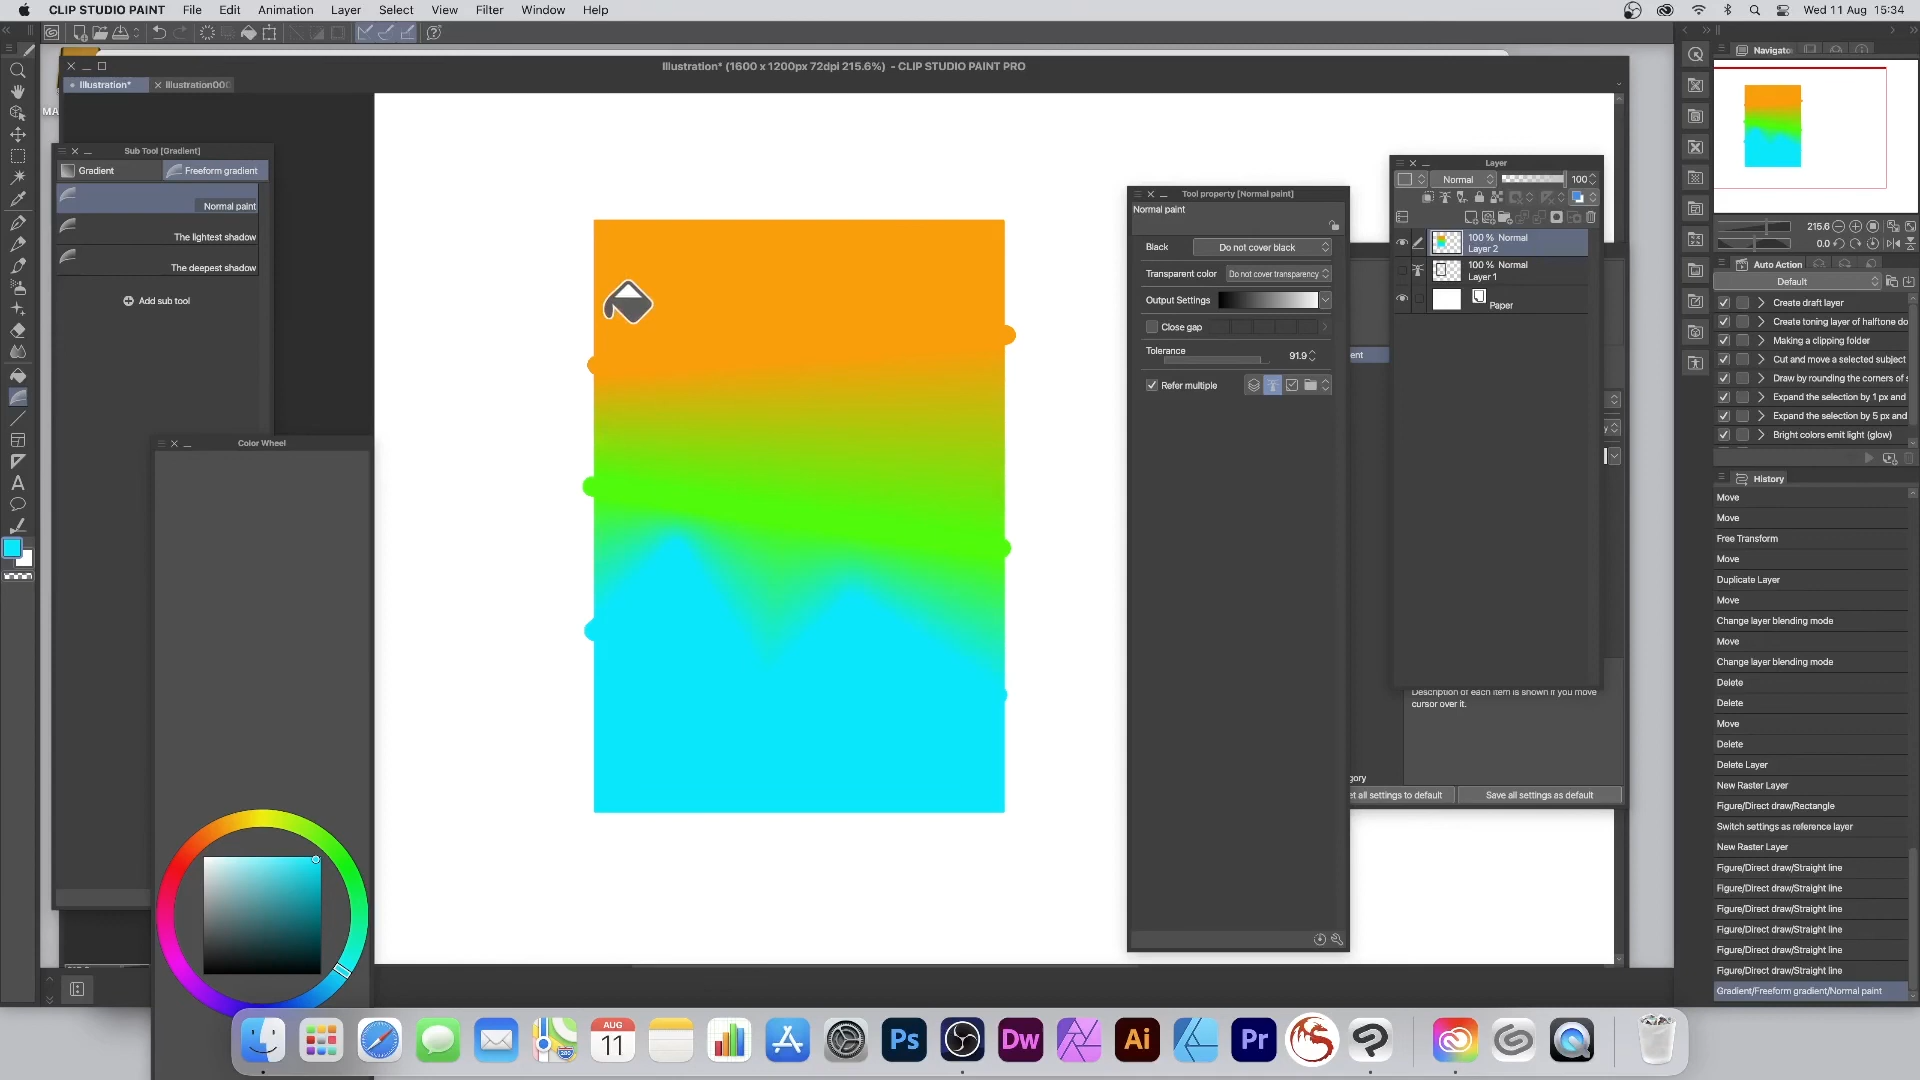 CLIP STUDIO PAINT File Edit Animation Layer Select View Filter Window Help Wed 11 Aug 15:34
Illustration* (1600 x 1200px 72dpi 215.6%) - CLIP STUDIO PAINT PRO
Illustration* Illustration00
MA
Sub Tool [Gradient]
Gradient Freeform gradient
Normal paint
The lightest shadow
The deepest shadow
Add sub tool
Color Wheel
Tool property [Normal paint]
Normal paint
Black Do not cover black
Transparent color Do not cover transparency
Output Settings
Close gap
Tolerance 91.9
Refer multiple
Layer
Normal 100
100 % Normal
Layer 2
100 % Normal
Layer 1
Paper
ent
Description of each item is shown if you move
cursor over it.
gory
et all settings to default Save all settings as default
Navigato
215.6
0.0
Auto Action
Default
Create draft layer
Create toning layer of halftone do
Making a clipping folder
Cut and move a selected subject
Draw by rounding the corners of s
Expand the selection by 1 px and
Expand the selection by 5 px and
Bright colors emit light (glow)
History
Move
Move
Free Transform
Move
Duplicate Layer
Move
Change layer blending mode
Move
Change layer blending mode
Delete
Delete
Move
Delete
Delete Layer
New Raster Layer
Figure/Direct draw/Rectangle
Switch settings as reference layer
New Raster Layer
Figure/Direct draw/Straight line
Figure/Direct draw/Straight line
Figure/Direct draw/Straight line
Figure/Direct draw/Straight line
Figure/Direct draw/Straight line
Figure/Direct draw/Straight line
Gradient/Freeform gradient/Normal paint
AUG
11
280
Ps Dw Ai Pr